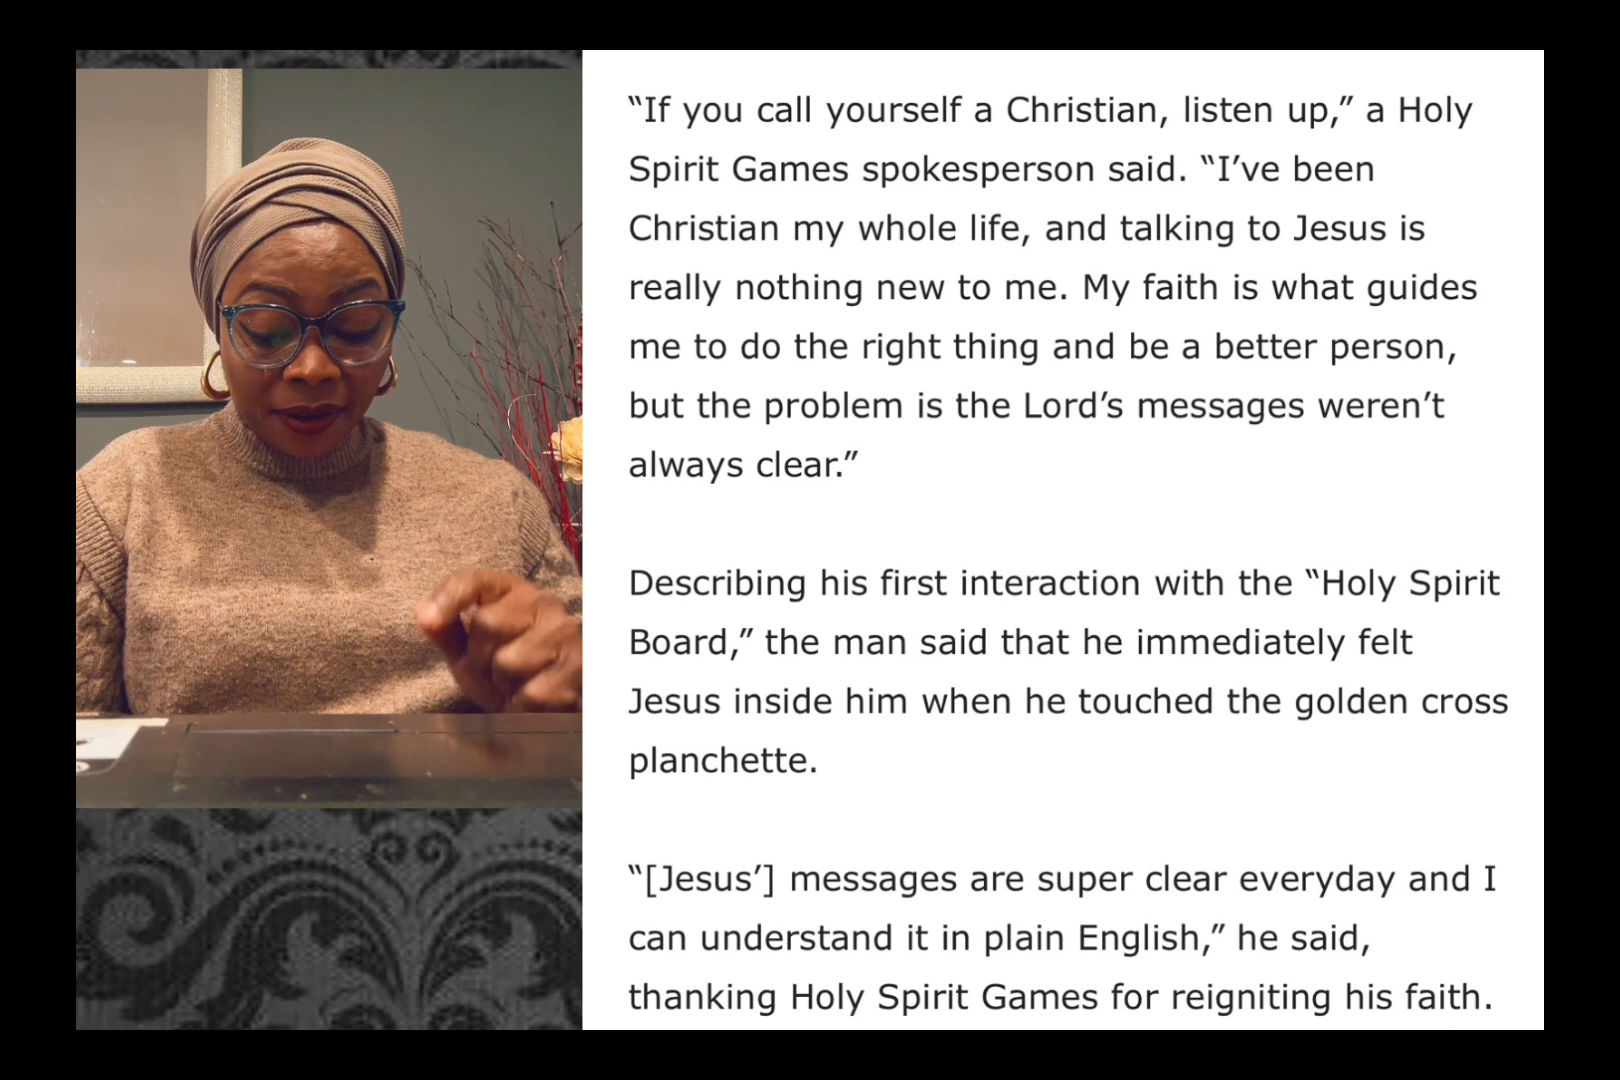 “If you call yourself a Christian, listen up,” a Holy
Spirit Games spokesperson said. “I’ve been
Christian my whole life, and talking to Jesus is
really nothing new to me. My faith is what guides
me to do the right thing and be a better person,
but the problem is the Lord’s messages weren’t
always clear.”
Describing his first interaction with the “Holy Spirit
Board,” the man said that he immediately felt
Jesus inside him when he touched the golden cross
planchette.
“[Jesus’] messages are super clear everyday and I
can understand it in plain English,” he said,
thanking Holy Spirit Games for reigniting his faith.